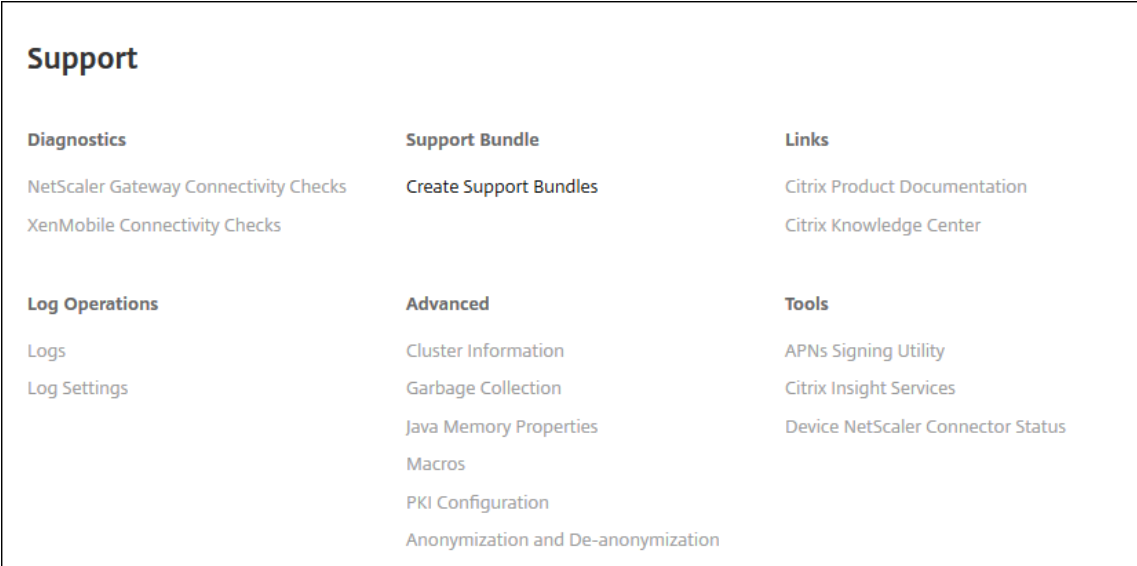 Support
Diagnostics
NetScaler Gateway Connectivity Checks
XenMobile Connectivity Checks
Support Bundle
Create Support Bundles
Links
Citrix Product Documentation
Citrix Knowledge Center
Log Operations
Logs
Log Settings
Advanced
Cluster Information
Garbage Collection
Java Memory Properties
Macros
PKI Configuration
Anonymization and De-anonymization
Tools
APNs Signing Utility
Citrix Insight Services
Device NetScaler Connector Status